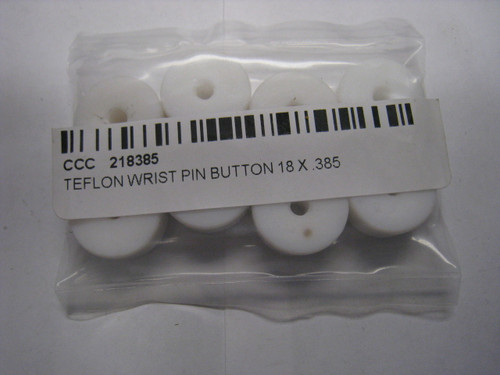 CCC 218385
TEFLON WRIST PIN BUTTON 18 X .385